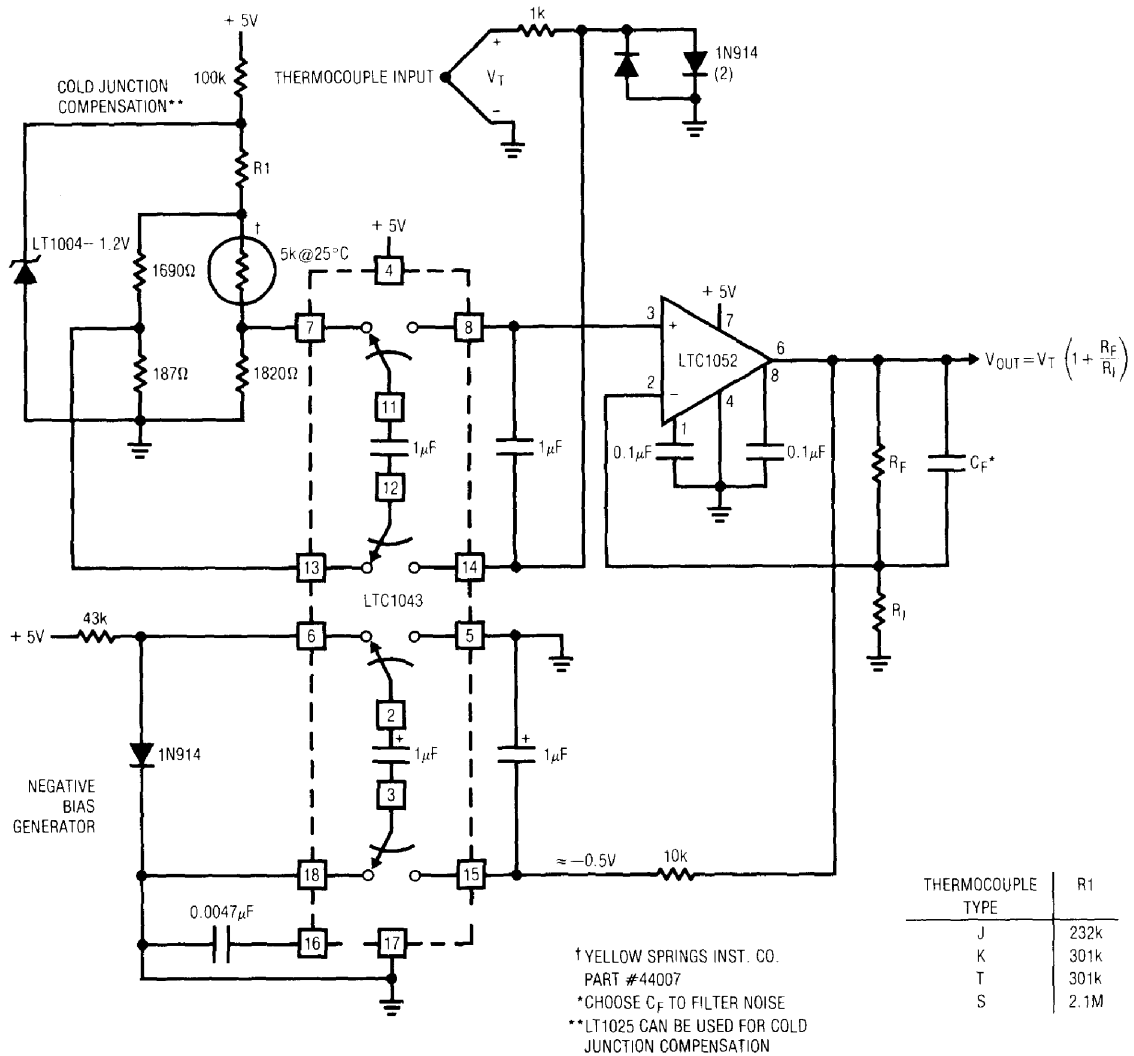 + 5V
1k
100k
COLD JUNCTION
COMPENSATION**
THERMOCOUPLE INPUT
+
V_T
−
1N914
(2)
R1
LT1004–1.2V
†
5k@25°C
1690Ω
187Ω
1820Ω
+ 5V
4
7
8
11
1μF
12
13
14
LTC1043
1μF
3
+
2
−
LTC1052
+ 5V
7
6
8
4
1
0.1μF
0.1μF
V_OUT = V_T (1 + R_F/R_I)
R_F
C_F*
R_I
+ 5V
43k
6
5
2
+
1μF
3
18
15
+
1μF
1N914
NEGATIVE
BIAS
GENERATOR
0.0047μF
16
17
≈ −0.5V
10k
† YELLOW SPRINGS INST. CO.
PART #44007
*CHOOSE C_F TO FILTER NOISE
**LT1025 CAN BE USED FOR COLD
JUNCTION COMPENSATION
THERMOCOUPLE TYPE R1
J 232k
K 301k
T 301k
S 2.1M